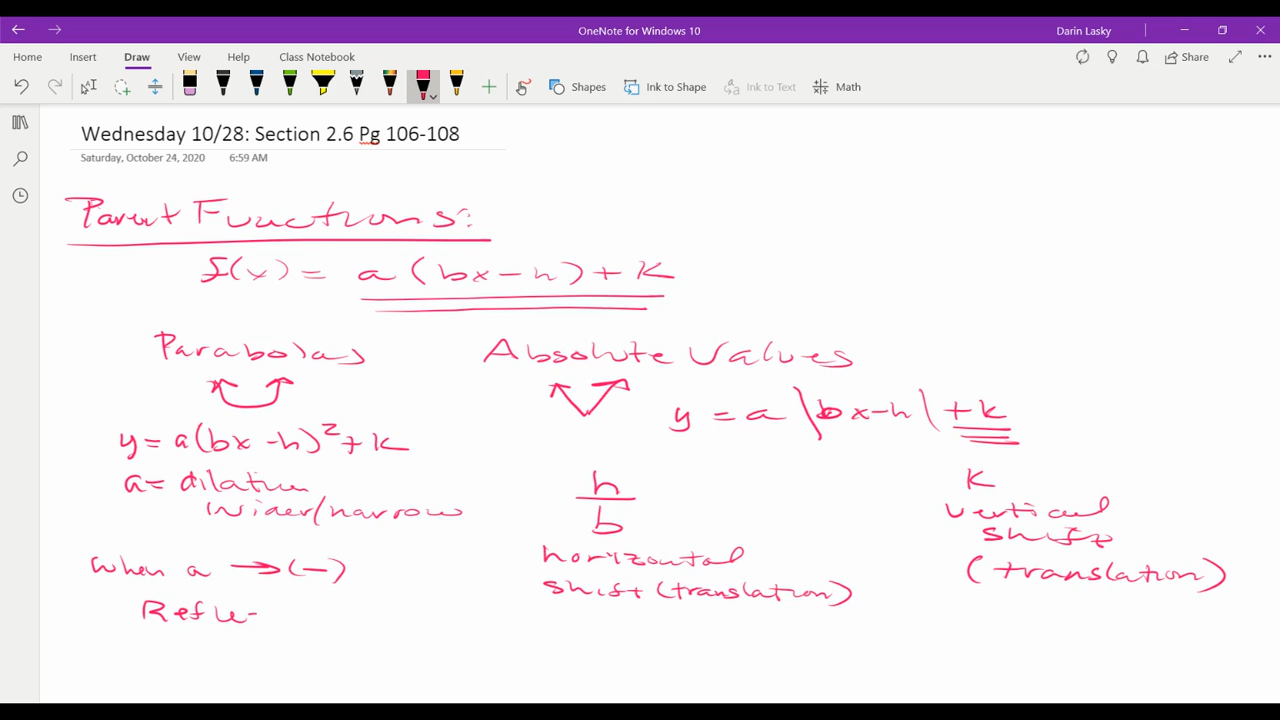 OneNote for Windows 10
Darin Lasky
Home Insert Draw View Help Class Notebook
Share
Shapes Ink to Shape Ink to Text Math
Wednesday 10/28: Section 2.6 Pg 106-108
Saturday, October 24, 2020 6:59 AM
Parent Functions:
f(x) = a(bx-h)+k
Parabolas
Absolute Values
y = a|bx-h|+k
y=a(bx-h)²+k
a= dilation
wider/narrow
when a → (-)
Refle
h
b
horizontal
shift (translation)
k
vertical
shift
(translation)